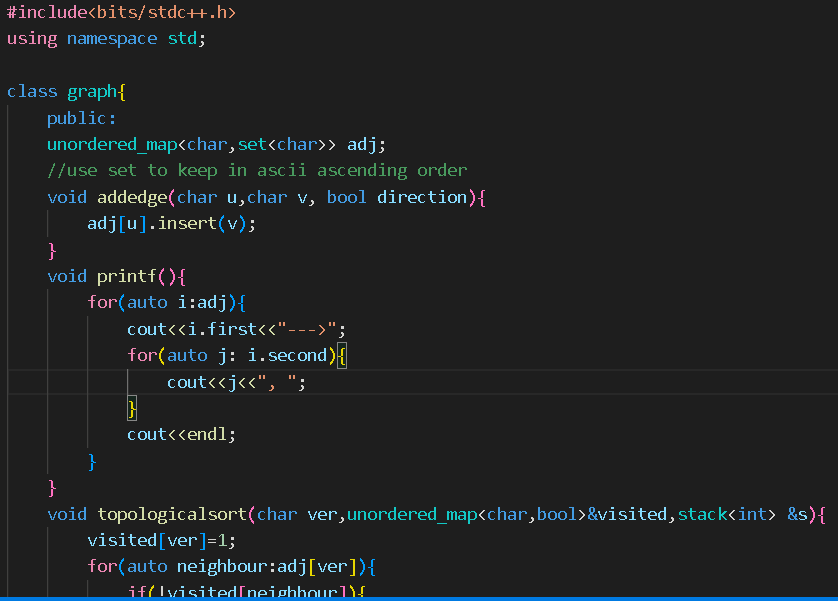 #include<bits/stdc++.h>
using namespace std;
class graph{
public:
unordered_map<char,set<char>> adj;
//use set to keep in ascii ascending order
void addedge(char u,char v, bool direction){
adj[u].insert(v);
}
void printf(){
for(auto i:adj){
cout<<i.first<<"--->";
for(auto j: i.second){
cout<<j<<", ";
}
cout<<endl;
}
}
void topologicalsort(char ver,unordered_map<char,bool>&visited,stack<int> &s){
visited[ver]=1;
for(auto neighbour:adj[ver]){
if(!visited[neighbour]){